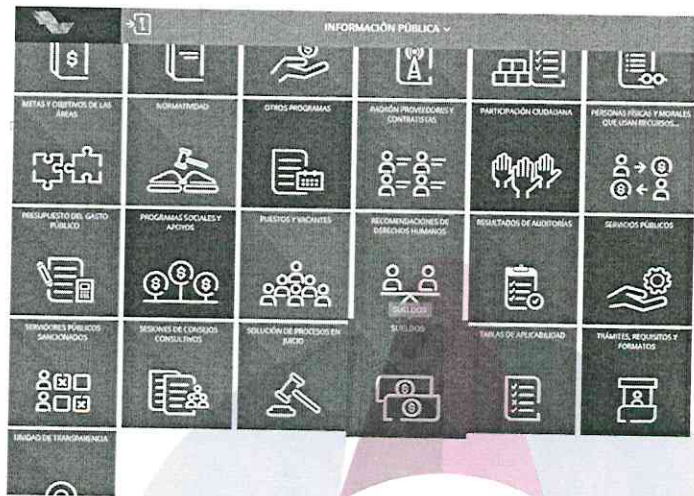 INFORMACIÓN PÚBLICA
METAS Y OBJETIVOS DE LAS
ÁREAS
NORMATIVIDAD
OTROS PROGRAMAS
PADRÓN PROVEEDORES Y
CONTRATISTAS
PARTICIPACIÓN CIUDADANA
PERSONAS FÍSICAS Y MORALES
QUE USAN RECURSOS...
PRESUPUESTO DEL GASTO
PÚBLICO
PROGRAMAS SOCIALES Y
APOYOS
PUESTOS Y VACANTES
RECOMENDACIONES DE
DERECHOS HUMANOS
RESULTADOS DE AUDITORÍAS
SERVICIOS PÚBLICOS
SUELDOS
SERVIDORES PÚBLICOS
SANCIONADOS
SESIONES DE CONSEJOS
CONSULTIVOS
SOLUCIÓN DE PROCESOS EN
JUICIO
SUELDOS
TABLAS DE APLICABILIDAD
TRÁMITES, REQUISITOS Y
FORMATOS
UNIDAD DE TRANSPARENCIA